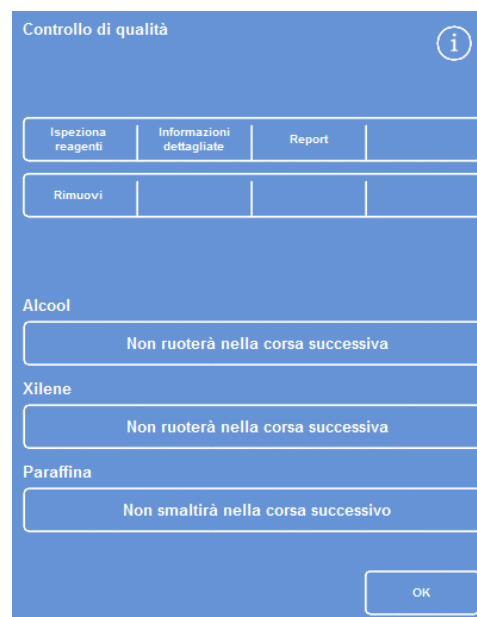 Controllo di qualità
i
Ispeziona
reagenti
Informazioni
dettagliate
Report
Rimuovi
Alcool
Non ruoterà nella corsa successiva
Xilene
Non ruoterà nella corsa successiva
Paraffina
Non smaltirà nella corsa successivo
OK